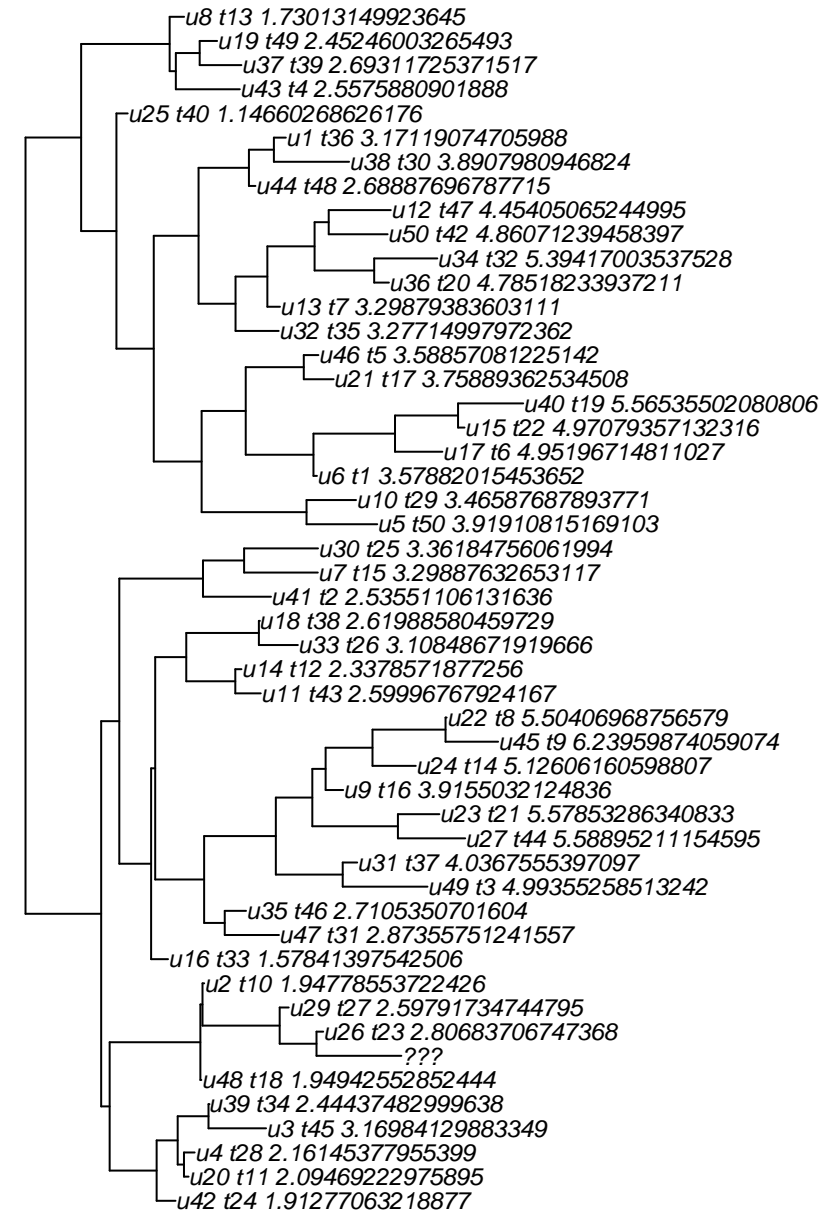 u8 t13 1.73013149923645
u19 t49 2.45246003265493
u37 t39 2.69311725371517
u43 t4 2.5575880901888
u25 t40 1.14660268626176
u1 t36 3.17119074705988
u38 t30 3.8907980946824
u44 t48 2.68887696787715
u12 t47 4.45405065244995
u50 t42 4.86071239458397
u34 t32 5.39417003537528
u36 t20 4.78518233937211
u13 t7 3.29879383603111
u32 t35 3.27714997972362
u46 t5 3.58857081225142
u21 t17 3.75889362534508
u40 t19 5.56535502080806
u15 t22 4.97079357132316
u17 t6 4.95196714811027
u6 t1 3.57882015453652
u10 t29 3.46587687893771
u5 t50 3.91910815169103
u30 t25 3.36184756061994
u7 t15 3.29887632653117
u41 t2 2.53551106131636
u18 t38 2.61988580459729
u33 t26 3.10848671919666
u14 t12 2.3378571877256
u11 t43 2.59996767924167
u22 t8 5.50406968756579
u45 t9 6.23959874059074
u24 t14 5.12606160598807
u9 t16 3.9155032124836
u23 t21 5.57853286340833
u27 t44 5.58895211154595
u31 t37 4.0367555397097
u49 t3 4.99355258513242
u35 t46 2.7105350701604
u47 t31 2.87355751241557
u16 t33 1.57841397542506
u2 t10 1.94778553722426
u29 t27 2.59791734744795
u26 t23 2.80683706747368
???
u48 t18 1.94942552852444
u39 t34 2.44437482999638
u3 t45 3.16984129883349
u4 t28 2.16145377955399
u20 t11 2.09469222975895
u42 t24 1.91277063218877